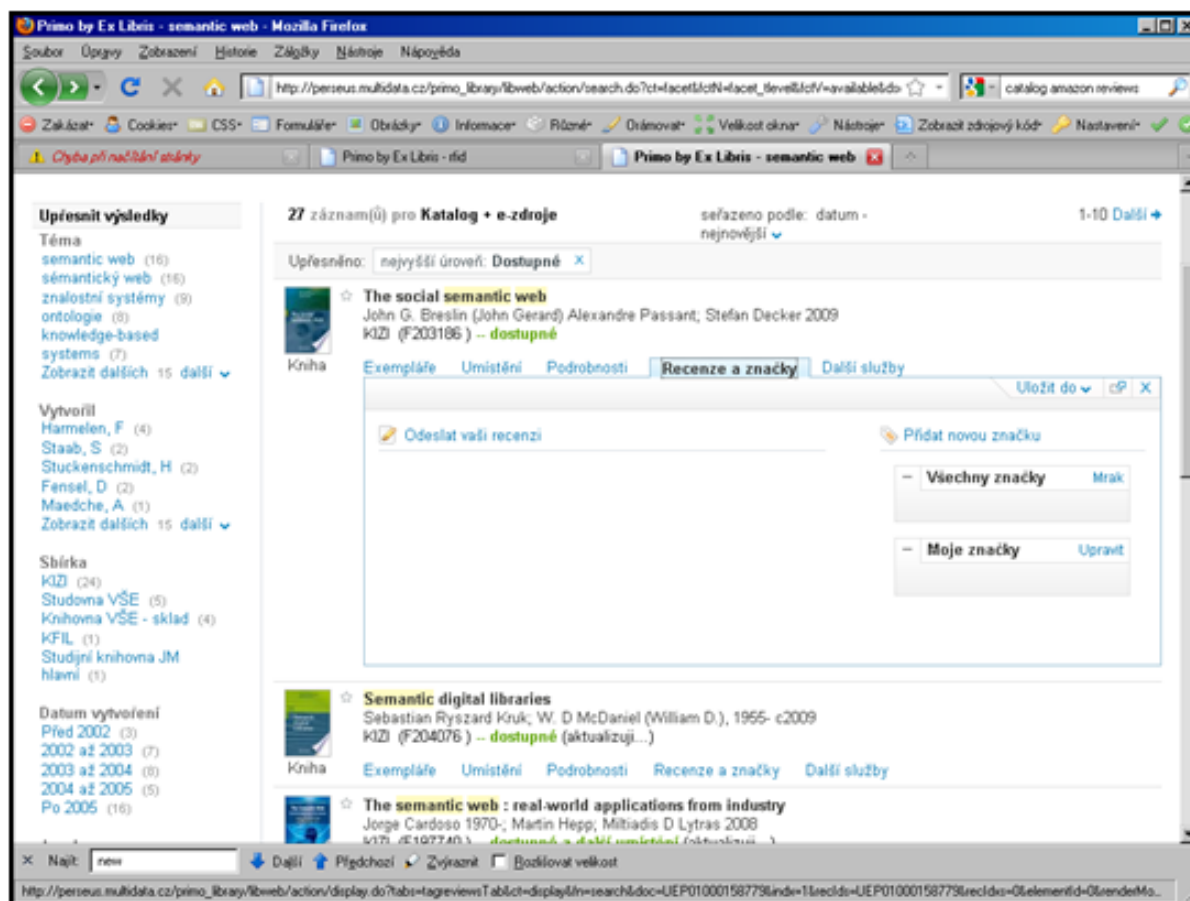 Primo by Ex Libris - semantic web - Mozilla Firefox
Soubor Úpravy Zobrazení Historie Záložky Nástroje Nápověda
http://perseus.multidata.cz/primo_library/libweb/action/search.do?ct=facet&fctN=facet_tlevel&fctV=available&do
catalog amazon reviews
Zakázat Cookies CSS Formuláře Obrázky Informace Různé Orámovat Velikost okna Nástroje Zobrazit zdrojový kód Nastavení
Chyba při načítání stránky
Primo by Ex Libris - rfid
Primo by Ex Libris - semantic web
Upřesnit výsledky
Téma
semantic web (16)
sémantický web (16)
znalostní systémy (9)
ontologie (8)
knowledge-based
systems (7)
Zobrazit dalších 15 další
Vytvořil
Harmelen, F (4)
Staab, S (2)
Stuckenschmidt, H (2)
Fensel, D (2)
Maedche, A (1)
Zobrazit dalších 15 další
Sbírka
KIZI (24)
Studovna VŠE (5)
Knihovna VŠE - sklad (4)
KFIL (1)
Studijní knihovna JM
hlavní (1)
Datum vytvoření
Před 2002 (3)
2002 až 2003 (7)
2003 až 2004 (8)
2004 až 2005 (5)
Po 2005 (16)
27 záznam(ů) pro Katalog + e-zdroje
seřazeno podle: datum -
nejnovější
1-10 Další
Upřesněno: nejvyšší úroveň: Dostupné ×
The social semantic web
John G. Breslin (John Gerard) Alexandre Passant; Stefan Decker 2009
KIZI (F203186 ) -- dostupné
Kniha
Exempláře Umístění Podrobnosti Recenze a značky Další služby
Uložit do
Odeslat vaši recenzi
Přidat novou značku
– Všechny značky Mrak
– Moje značky Upravit
Semantic digital libraries
Sebastian Ryszard Kruk; W. D McDaniel (William D.), 1955- c2009
KIZI (F204076 ) -- dostupné (aktualizuji...)
Kniha
Exempláře Umístění Podrobnosti Recenze a značky Další služby
The semantic web : real-world applications from industry
Jorge Cardoso 1970-; Martin Hepp; Miltiadis D Lytras 2008
KIZI (F197740 ) -- dostupné a další umístění (aktualizuji...)
× Najít: new Další Předchozí Zvýraznit Rozlišovat velikost
http://perseus.multidata.cz/primo_library/libweb/action/display.do?tabs=tagreviewsTab&ct=display&fn=search&doc=UEP01000158779&indx=1&recIds=UEP01000158779&recIdxs=0&elementId=0&renderMo...